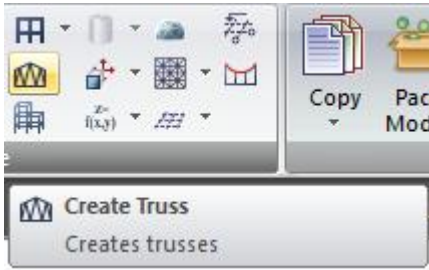 Z=
f(x,y)
Copy
Pac
Mod
e
Create Truss
Creates trusses